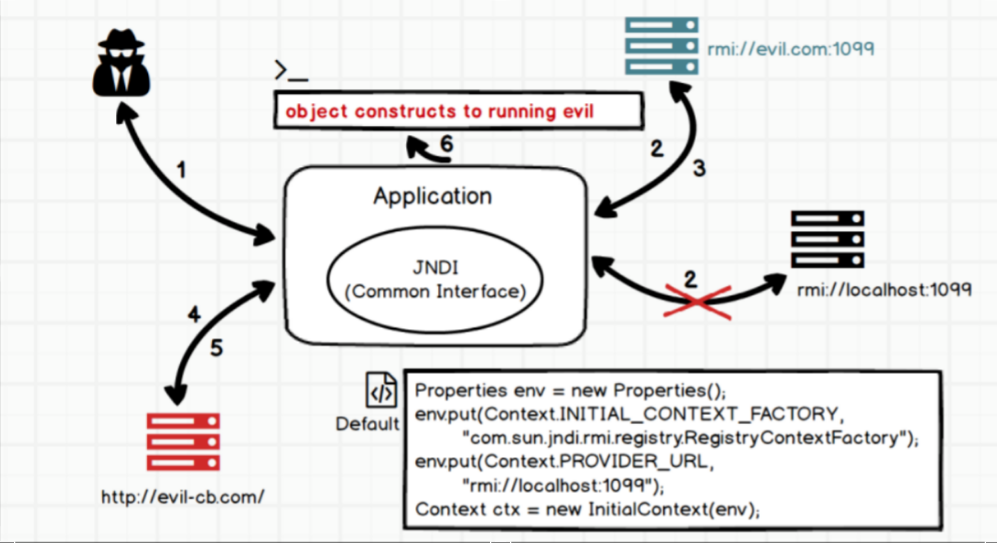 rmi://evil.com:1099
>_
object constructs to running evil
6
2
1
3
Application
JNDI
(Common Interface)
2
rmi://localhost:1099
4
5
Properties env = new Properties();
env.put(Context.INITIAL_CONTEXT_FACTORY,
Default
"com.sun.jndi.rmi.registry.RegistryContextFactory");
env.put(Context.PROVIDER_URL,
"rmi://localhost:1099");
Context ctx = new InitialContext(env);
</>
http://evil-cb.com/